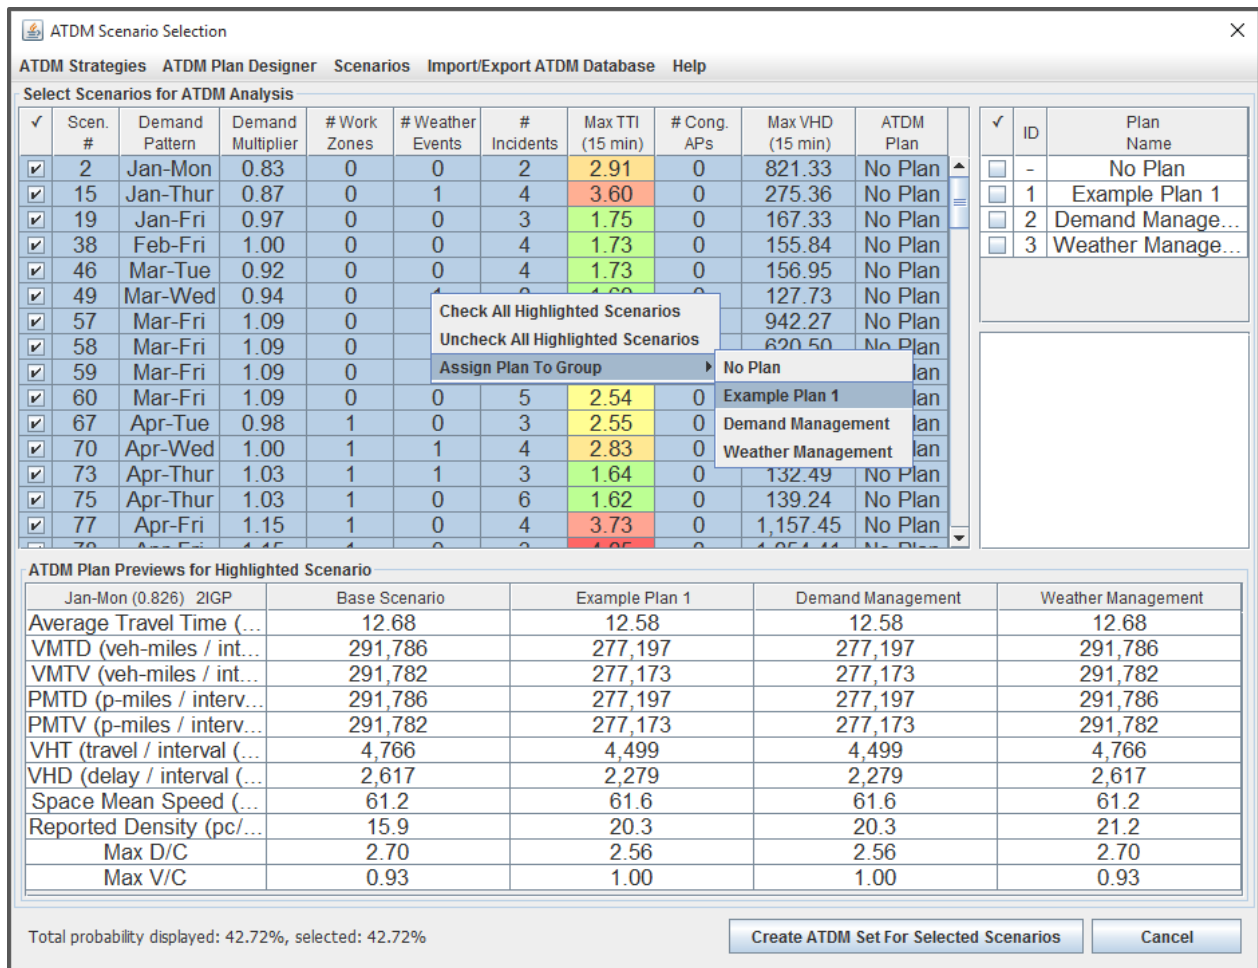 ATDM Scenario Selection
ATDM Strategies ATDM Plan Designer Scenarios Import/Export ATDM Database Help
Select Scenarios for ATDM Analysis
✓ Scen. # Demand Pattern Demand Multiplier # Work Zones # Weather Events # Incidents Max TTI (15 min) # Cong. APs Max VHD (15 min) ATDM Plan
2 Jan-Mon 0.83 0 0 2 2.91 0 821.33 No Plan
15 Jan-Thur 0.87 0 1 4 3.60 0 275.36 No Plan
19 Jan-Fri 0.97 0 0 3 1.75 0 167.33 No Plan
38 Feb-Fri 1.00 0 0 4 1.73 0 155.84 No Plan
46 Mar-Tue 0.92 0 0 4 1.73 0 156.95 No Plan
49 Mar-Wed 0.94 0 127.73 No Plan
57 Mar-Fri 1.09 0 942.27 No Plan
58 Mar-Fri 1.09 0 620.50 No Plan
59 Mar-Fri 1.09 0 lan
60 Mar-Fri 1.09 0 0 5 2.54 0 lan
67 Apr-Tue 0.98 1 0 3 2.55 0 lan
70 Apr-Wed 1.00 1 1 4 2.83 0 lan
73 Apr-Thur 1.03 1 1 3 1.64 0 132.49 No Plan
75 Apr-Thur 1.03 1 0 6 1.62 0 139.24 No Plan
77 Apr-Fri 1.15 1 0 4 3.73 0 1,157.45 No Plan
Check All Highlighted Scenarios
Uncheck All Highlighted Scenarios
Assign Plan To Group
No Plan
Example Plan 1
Demand Management
Weather Management
✓ ID Plan Name
- No Plan
1 Example Plan 1
2 Demand Manage...
3 Weather Manage...
ATDM Plan Previews for Highlighted Scenario
Jan-Mon (0.826) 2IGP Base Scenario Example Plan 1 Demand Management Weather Management
Average Travel Time (... 12.68 12.58 12.58 12.68
VMTD (veh-miles / int... 291,786 277,197 277,197 291,786
VMTV (veh-miles / int... 291,782 277,173 277,173 291,782
PMTD (p-miles / interv... 291,786 277,197 277,197 291,786
PMTV (p-miles / interv... 291,782 277,173 277,173 291,782
VHT (travel / interval (... 4,766 4,499 4,499 4,766
VHD (delay / interval (... 2,617 2,279 2,279 2,617
Space Mean Speed (... 61.2 61.6 61.6 61.2
Reported Density (pc/... 15.9 20.3 20.3 21.2
Max D/C 2.70 2.56 2.56 2.70
Max V/C 0.93 1.00 1.00 0.93
Total probability displayed: 42.72%, selected: 42.72%
Create ATDM Set For Selected Scenarios
Cancel